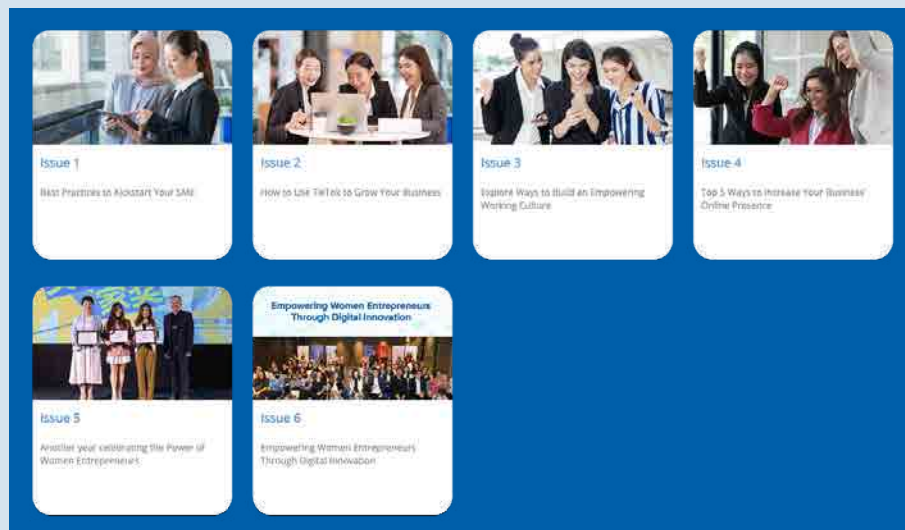 Issue 1
Best Practices to Kickstart Your SME
Issue 2
How to Use TikTok to Grow Your Business
Issue 3
Explore Ways to Build an Empowering
Working Culture
Issue 4
Top 5 Ways to Increase Your Business'
Online Presence
Issue 5
Another year celebrating the Power of
Women Entrepreneurs
Empowering Women Entrepreneurs
Through Digital Innovation
Issue 6
Empowering Women Entrepreneurs
Through Digital Innovation